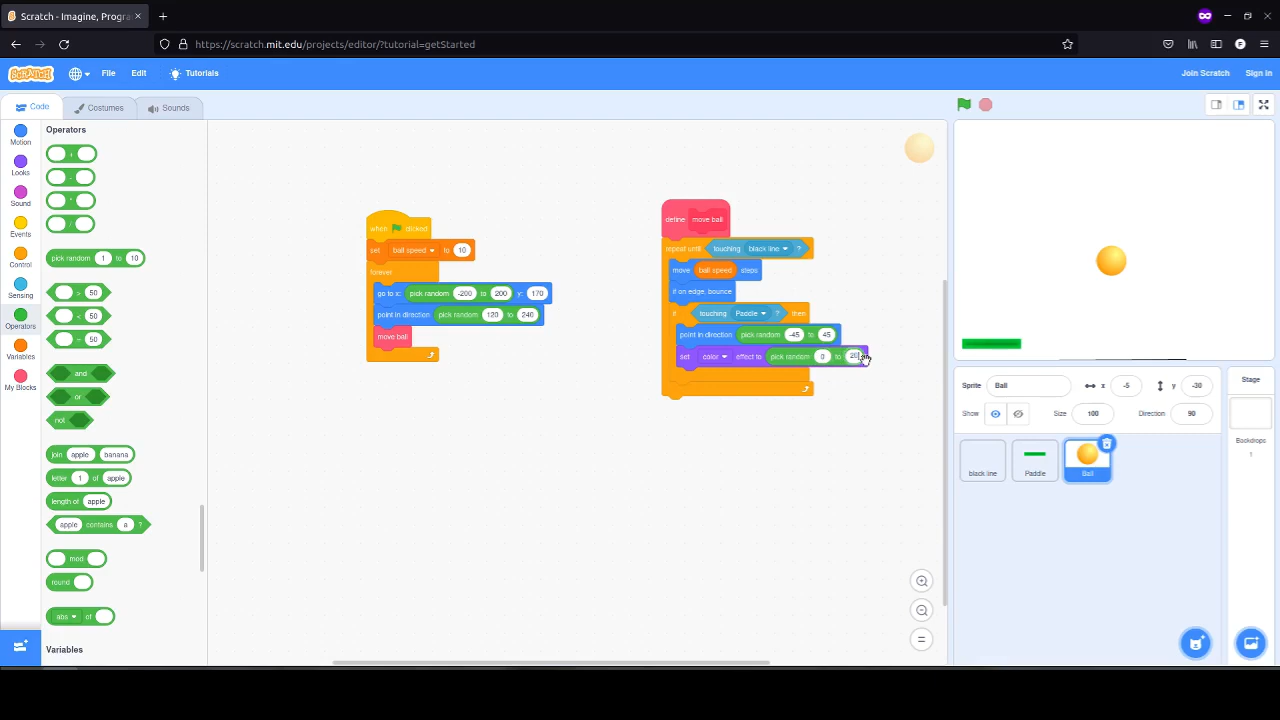 Scratch - Imagine, Progra
https://scratch.mit.edu/projects/editor/?tutorial=getStarted
SCRATCH File Edit Tutorials Join Scratch Sign in
Code Costumes Sounds
Motion
Looks
Sound
Events
Control
Sensing
Operators
Variables
My Blocks
Operators
+
-
*
/
pick random 1 to 10
> 50
< 50
= 50
and
or
not
join apple banana
letter 1 of apple
length of apple
apple contains a ?
mod
round
abs of
Variables
when clicked
set ball speed to 10
forever
go to x: pick random -200 to 200 y: 170
point in direction pick random 120 to 240
move ball
define move ball
repeat until touching black line ?
move ball speed steps
if on edge, bounce
if touching Paddle ? then
point in direction pick random -45 to 45
set color effect to pick random 0 to
Sprite Ball x -5 y -30
Show Size 100 Direction 90
black line
Paddle
Ball
Stage
Backdrops
1